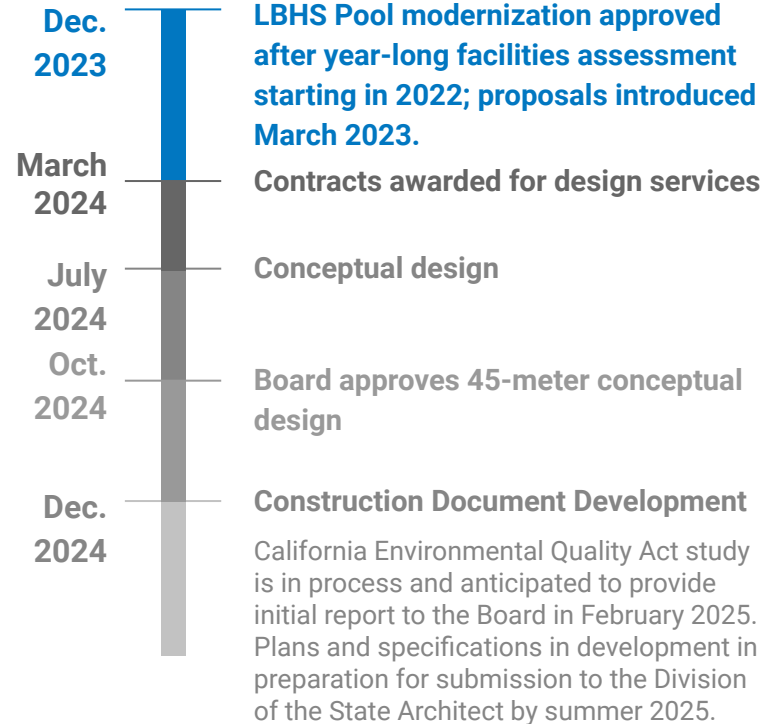 Dec.
2023
LBHS Pool modernization approved
after year-long facilities assessment
starting in 2022; proposals introduced
March 2023.
March
2024
Contracts awarded for design services
July
2024
Conceptual design
Oct.
2024
Board approves 45-meter conceptual
design
Dec.
2024
Construction Document Development
California Environmental Quality Act study
is in process and anticipated to provide
initial report to the Board in February 2025.
Plans and specifications in development in
preparation for submission to the Division
of the State Architect by summer 2025.